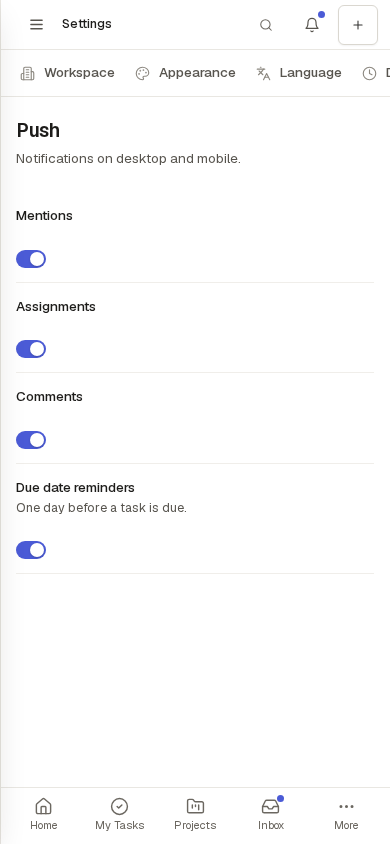 Settings
Workspace Appearance Language D
Push
Notifications on desktop and mobile.
Mentions
Assignments
Comments
Due date reminders
One day before a task is due.
Home My Tasks Projects Inbox More